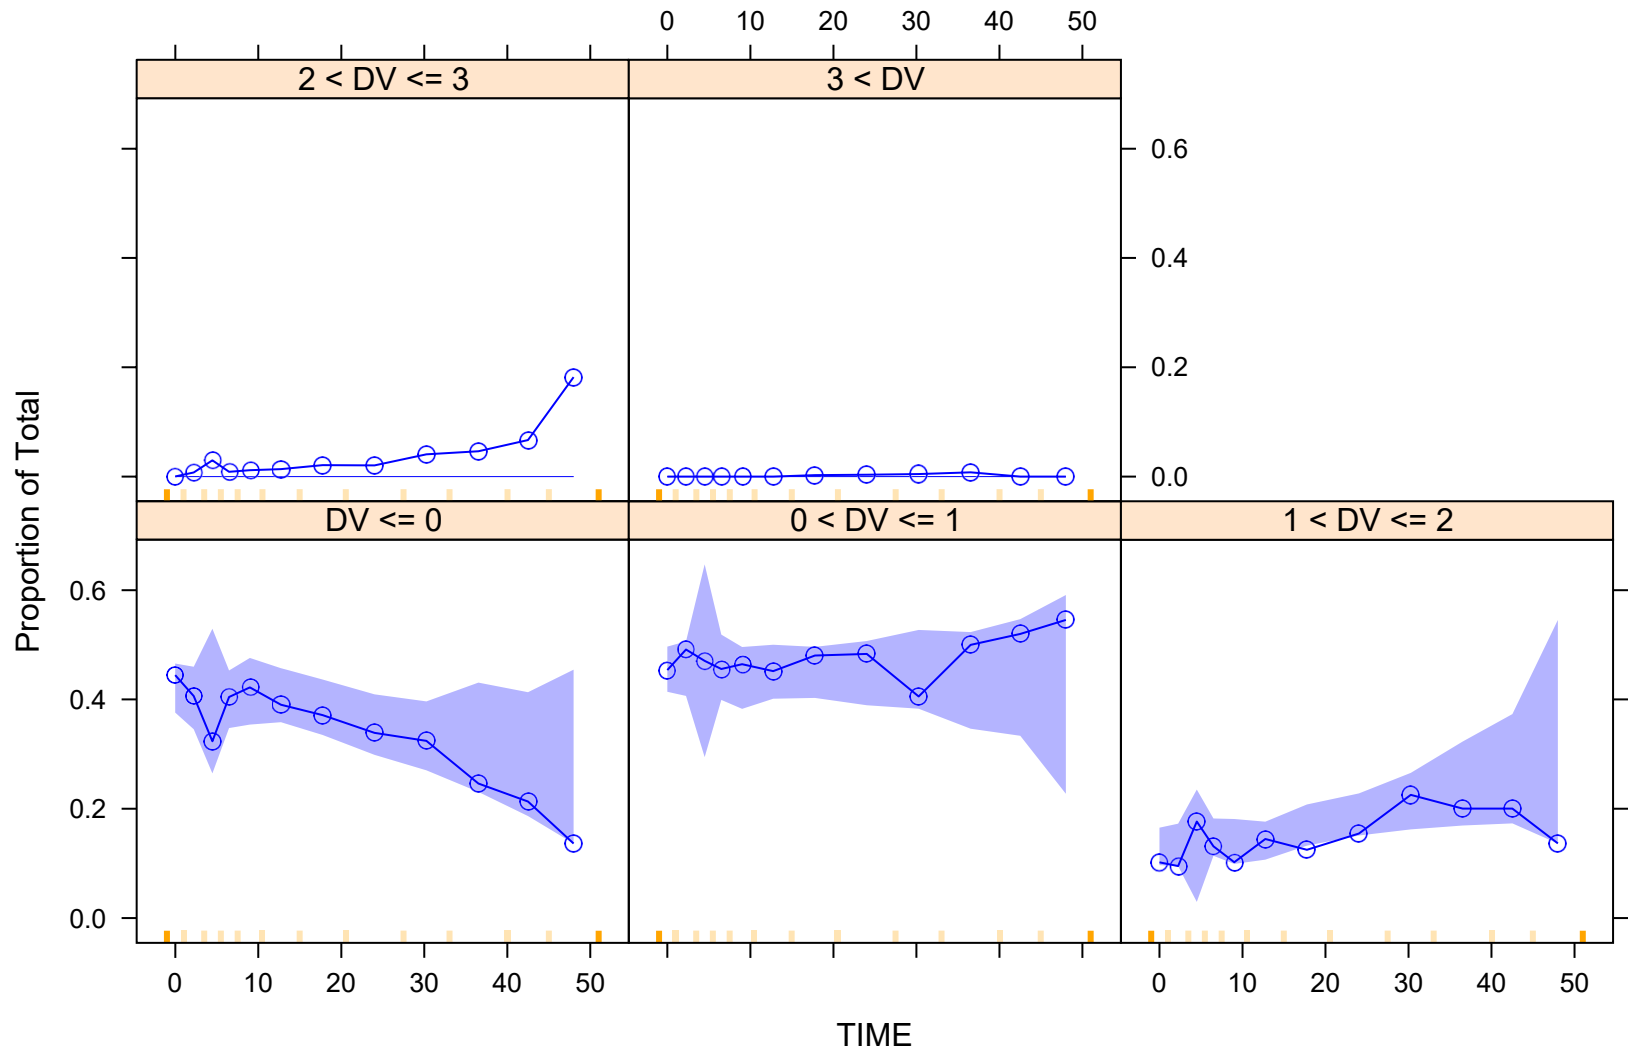 0 10 20 30 40 50
2 < DV <= 3
3 < DV
0.6
0.4
0.2
0.0
Proportion of Total
DV <= 0
0 < DV <= 1
1 < DV <= 2
0.6
0.4
0.2
0.0
0 10 20 30 40 50
0 10 20 30 40 50
TIME